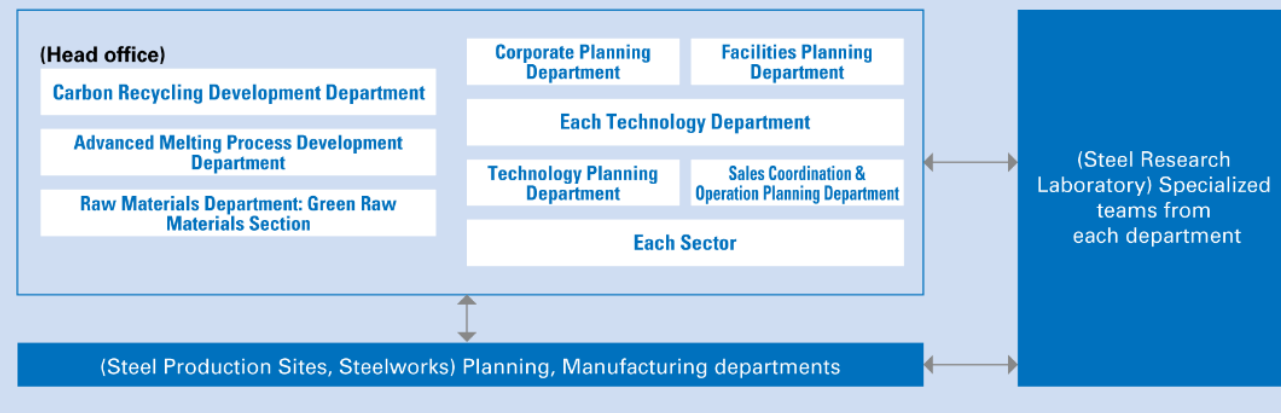 (Head office)
Carbon Recycling Development Department
Advanced Melting Process Development
Department
Raw Materials Department: Green Raw
Materials Section
Corporate Planning
Department
Facilities Planning
Department
Each Technology Department
Technology Planning
Department
Sales Coordination &
Operation Planning Department
Each Sector
(Steel Research
Laboratory) Specialized
teams from
each department
(Steel Production Sites, Steelworks) Planning, Manufacturing departments